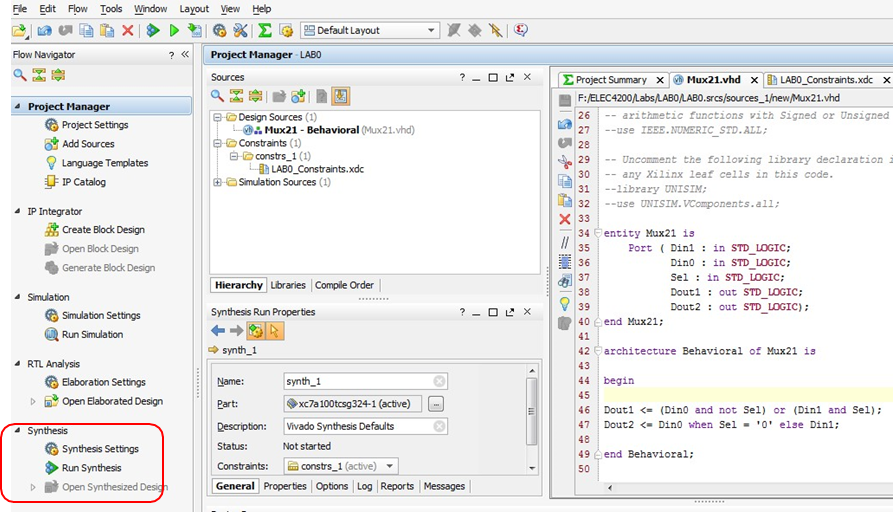 File Edit Flow Tools Window Layout View Help
Default Layout
Flow Navigator
Project Manager
Project Settings
Add Sources
Language Templates
IP Catalog
IP Integrator
Create Block Design
Open Block Design
Generate Block Design
Simulation
Simulation Settings
Run Simulation
RTL Analysis
Elaboration Settings
Open Elaborated Design
Synthesis
Synthesis Settings
Run Synthesis
Open Synthesized Design
Project Manager - LAB0
Sources
Design Sources (1)
Mux21 - Behavioral (Mux21.vhd)
Constraints (1)
constrs_1 (1)
LAB0_Constraints.xdc
Simulation Sources (1)
Hierarchy Libraries Compile Order
Synthesis Run Properties
synth_1
Name: synth_1
Part: xc7a100tcsg324-1 (active)
Description: Vivado Synthesis Defaults
Status: Not started
Constraints: constrs_1 (active)
General Properties Options Log Reports Messages
Project Summary Mux21.vhd LAB0_Constraints.xdc
F:/ELEC4200/Labs/LAB0/LAB0.srcs/sources_1/new/Mux21.vhd
26 -- arithmetic functions with Signed or Unsigned
27 --use IEEE.NUMERIC_STD.ALL;
28
29 -- Uncomment the following library declaration i
30 -- any Xilinx leaf cells in this code.
31 --library UNISIM;
32 --use UNISIM.VComponents.all;
33
34 entity Mux21 is
35 Port ( Din1 : in STD_LOGIC;
36 Din0 : in STD_LOGIC;
37 Sel : in STD_LOGIC;
38 Dout1 : out STD_LOGIC;
39 Dout2 : out STD_LOGIC);
40 end Mux21;
41
42 architecture Behavioral of Mux21 is
43
44 begin
45
46 Dout1 <= (Din0 and not Sel) or (Din1 and Sel);
47 Dout2 <= Din0 when Sel = '0' else Din1;
48
49 end Behavioral;
50